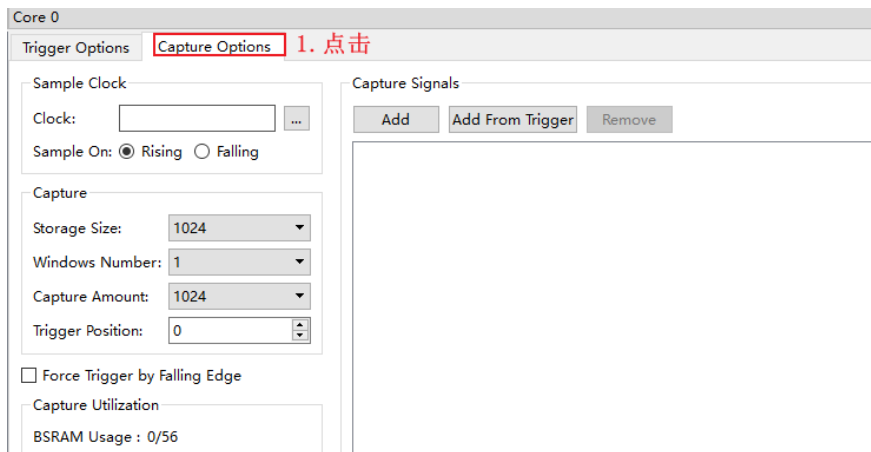 Core 0
Trigger Options
Capture Options
1. 点击
Sample Clock
Clock:
...
Sample On:
Rising
Falling
Capture
Storage Size:
1024
Windows Number:
1
Capture Amount:
1024
Trigger Position:
0
Force Trigger by Falling Edge
Capture Utilization
BSRAM Usage : 0/56
Capture Signals
Add
Add From Trigger
Remove